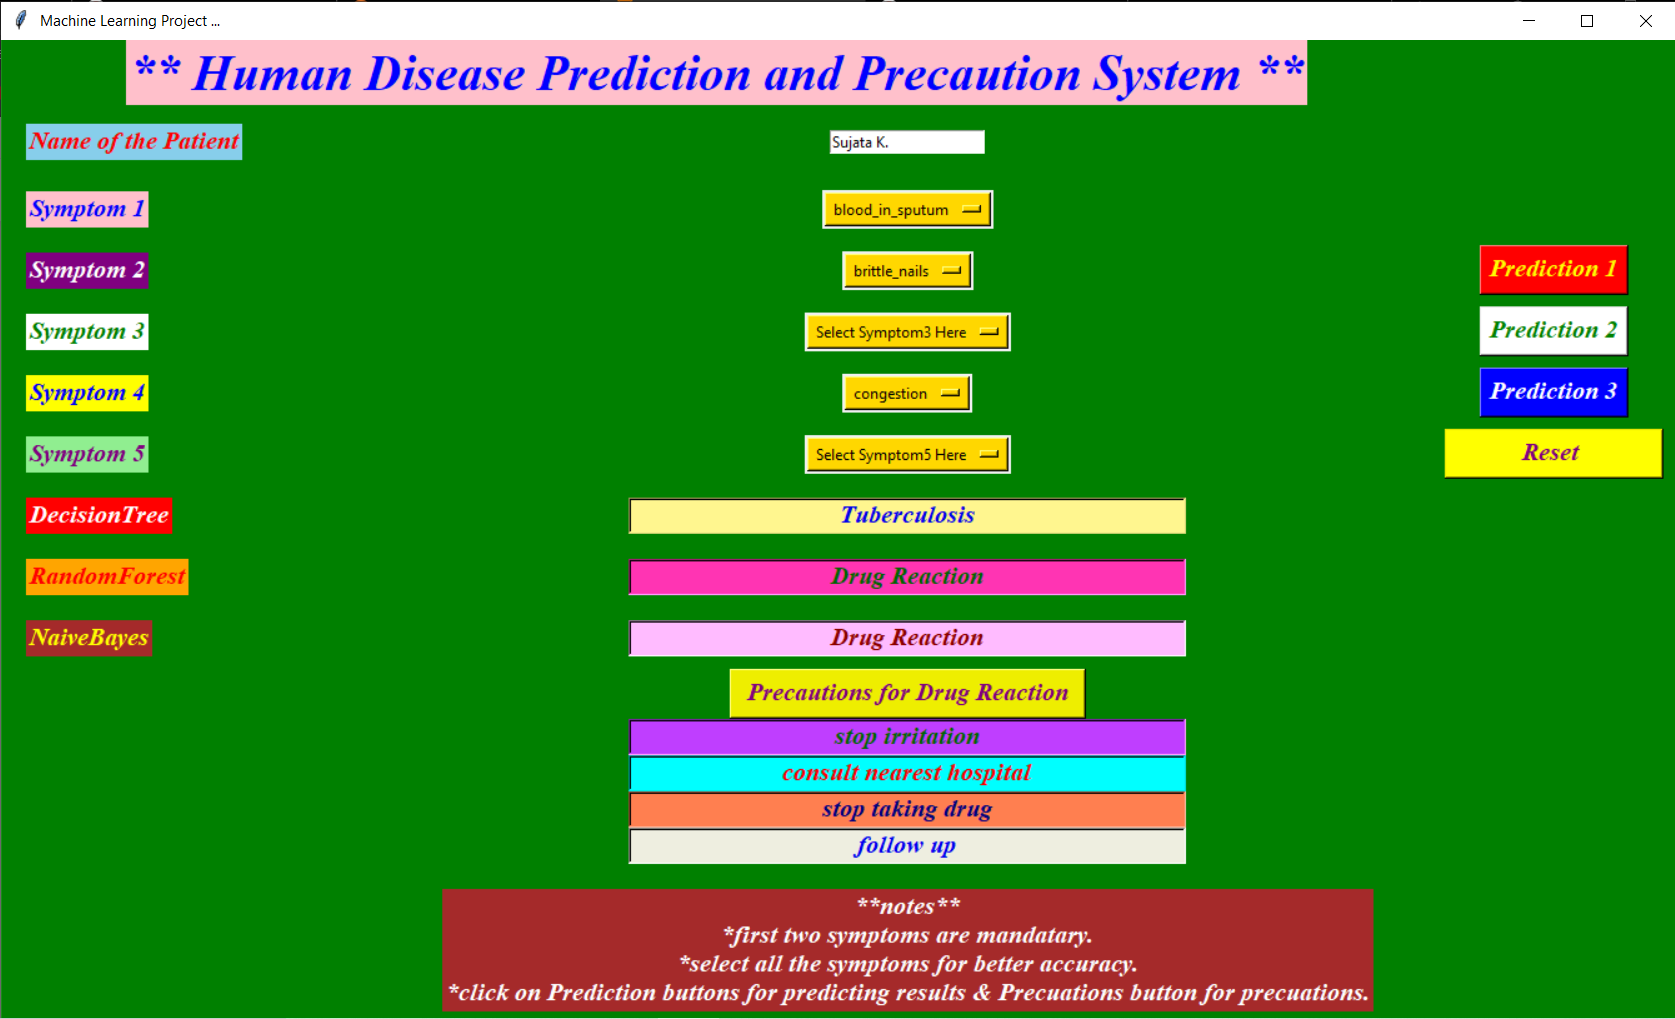 Machine Learning Project ...
** Human Disease Prediction and Precaution System **
Name of the Patient
Sujata K.
Symptom 1
blood_in_sputum
Symptom 2
brittle_nails
Prediction 1
Symptom 3
Select Symptom3 Here
Prediction 2
Symptom 4
congestion
Prediction 3
Symptom 5
Select Symptom5 Here
Reset
DecisionTree
Tuberculosis
RandomForest
Drug Reaction
NaiveBayes
Drug Reaction
Precautions for Drug Reaction
stop irritation
consult nearest hospital
stop taking drug
follow up
**notes**
*first two symptoms are mandatary.
*select all the symptoms for better accuracy.
*click on Prediction buttons for predicting results & Precuations button for precuations.